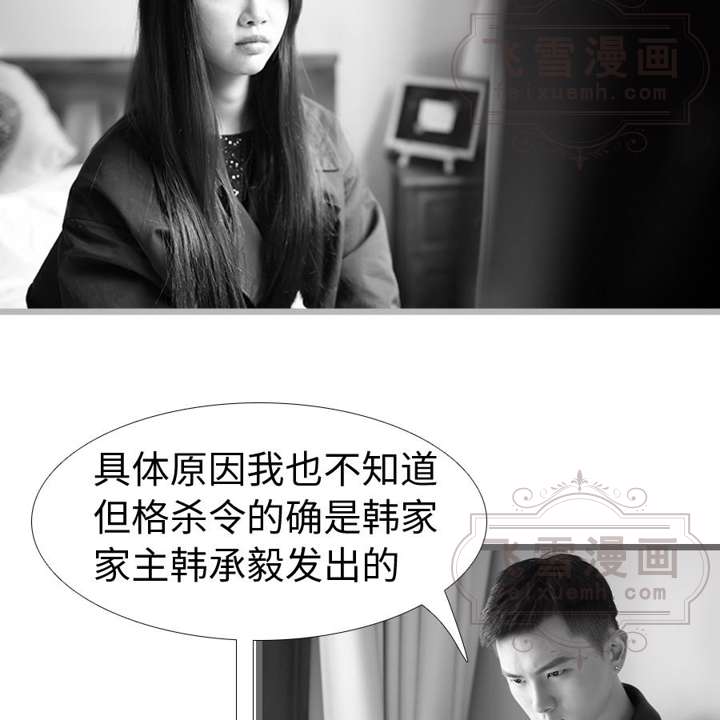 飞雪漫画
feixuemh.com
具体原因我也不知道
但格杀令的确是韩家
家主韩承毅发出的
飞雪漫画
feixuemh.com